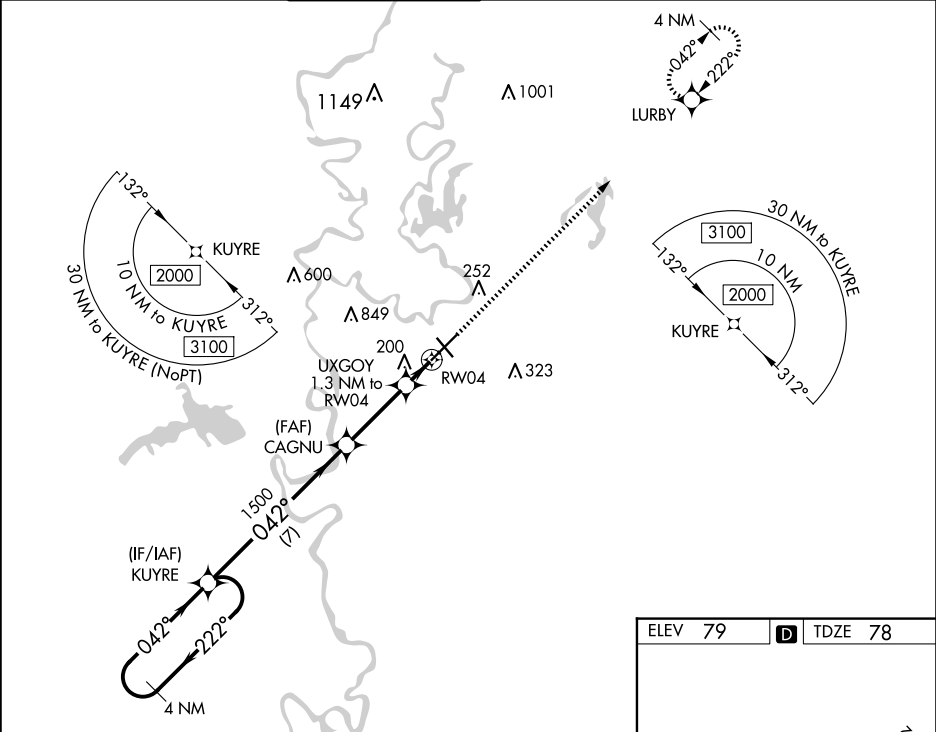 4 NM
042°
222°
LURBY
1149
1001
132°
KUYRE
2000
10 NM to KUYRE
312°
3100
30 NM to KUYRE (NoPT)
600
849
252
200
UXGOY
1.3 NM to
RW04
RW04
323
30 NM to KUYRE
3100
132°
10 NM
2000
KUYRE
312°
(FAF)
CAGNU
1500
042°
(7)
(IF/IAF)
KUYRE
042°
222°
4 NM
ELEV 79 D TDZE 78